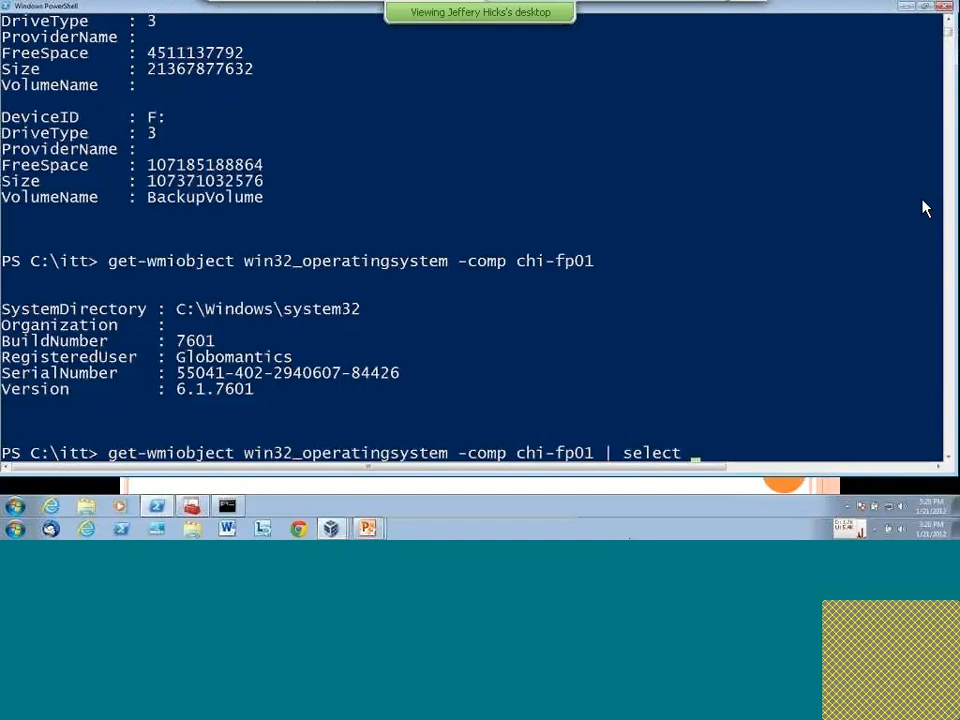 Windows PowerShell
Viewing Jeffery Hicks's desktop
DriveType    : 3
ProviderName :
FreeSpace    : 4511137792
Size         : 21367877632
VolumeName   :
DeviceID     : F:
DriveType    : 3
ProviderName :
FreeSpace    : 107185188864
Size         : 107371032576
VolumeName   : BackupVolume
PS C:\itt> get-wmiobject win32_operatingsystem -comp chi-fp01
SystemDirectory : C:\Windows\system32
Organization    :
BuildNumber     : 7601
RegisteredUser  : Globomantics
SerialNumber    : 55041-402-2940607-84426
Version         : 6.1.7601
PS C:\itt> get-wmiobject win32_operatingsystem -comp chi-fp01 | select _
1/21/2012
1/21/2012